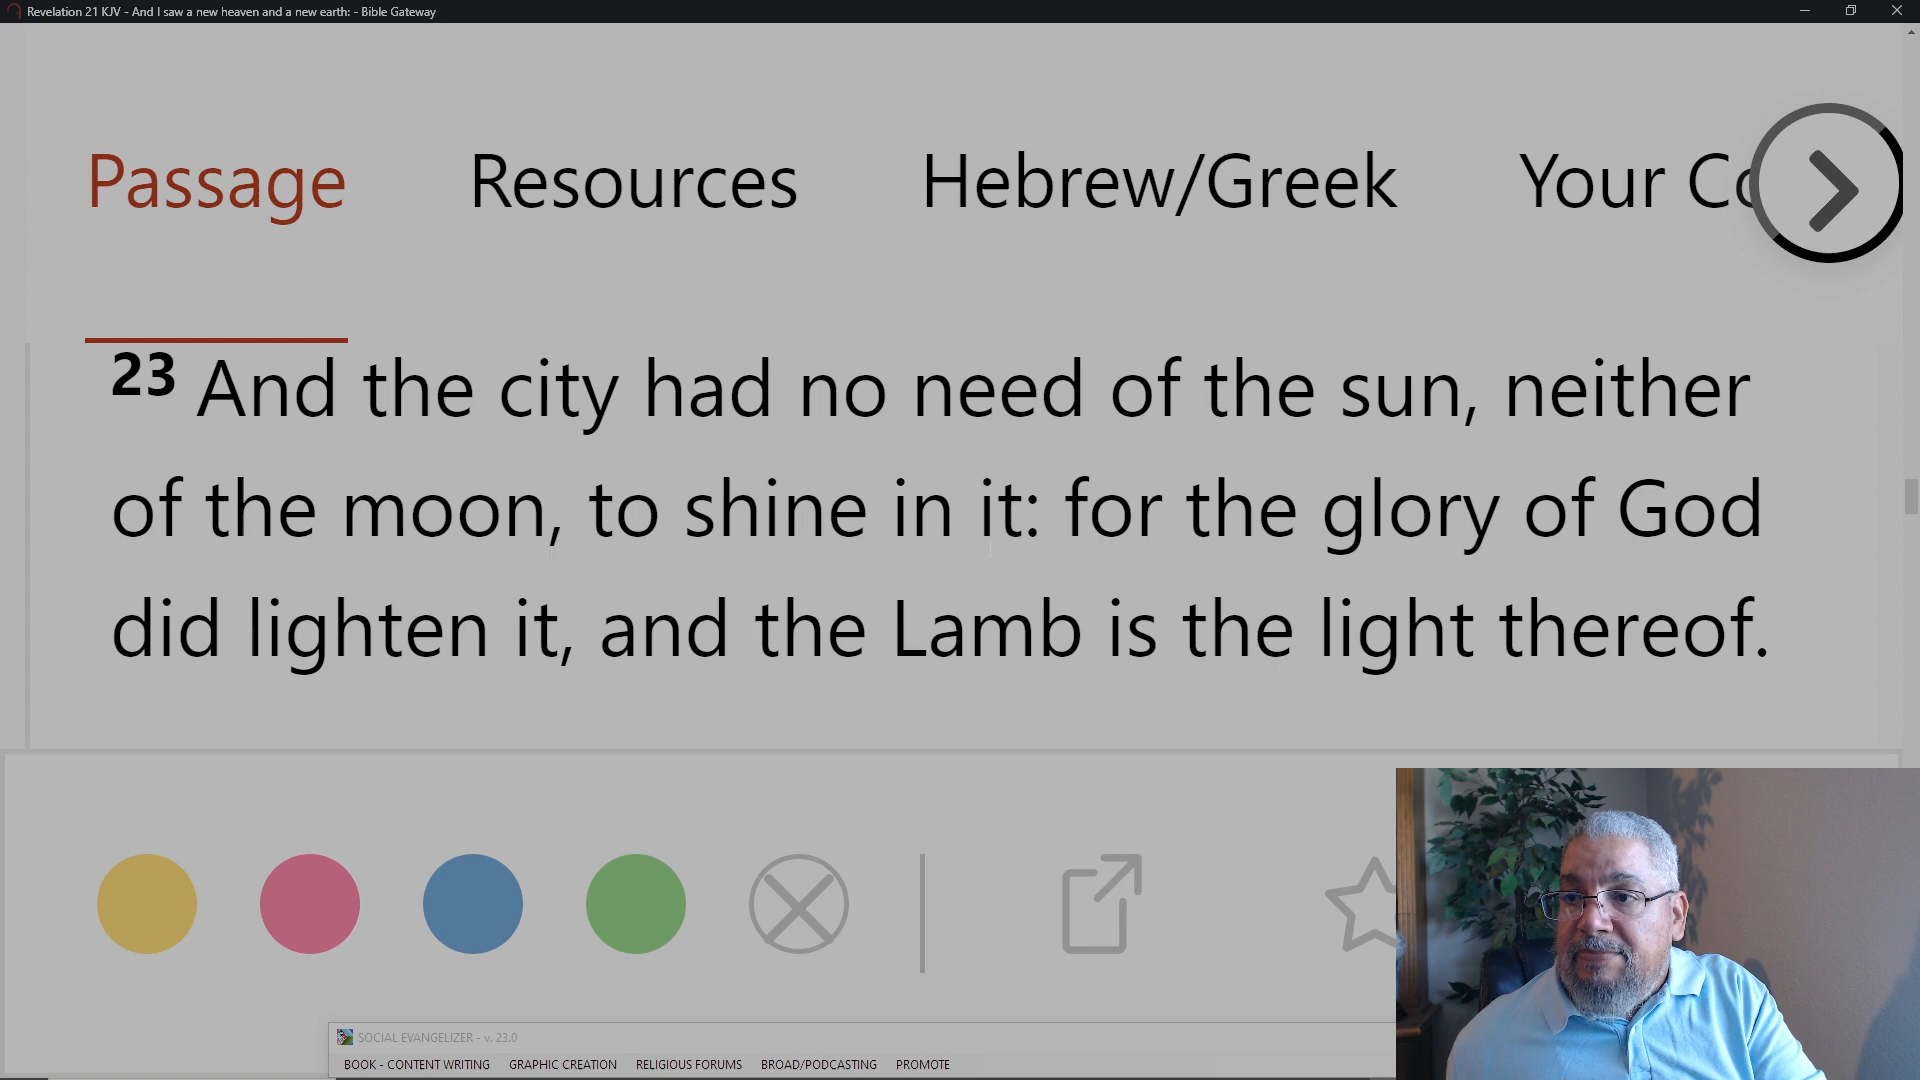 Revelation 21 KJV - And I saw a new heaven and a new earth: - Bible Gateway
Passage Resources Hebrew/Greek Your
23 And the city had no need of the sun, neither
of the moon, to shine in it: for the glory of God
did lighten it, and the Lamb is the light thereof.
SOCIAL EVANGELIZER - v. 23.0
BOOK - CONTENT WRITING GRAPHIC CREATION RELIGIOUS FORUMS BROAD/PODCASTING PROMOTE